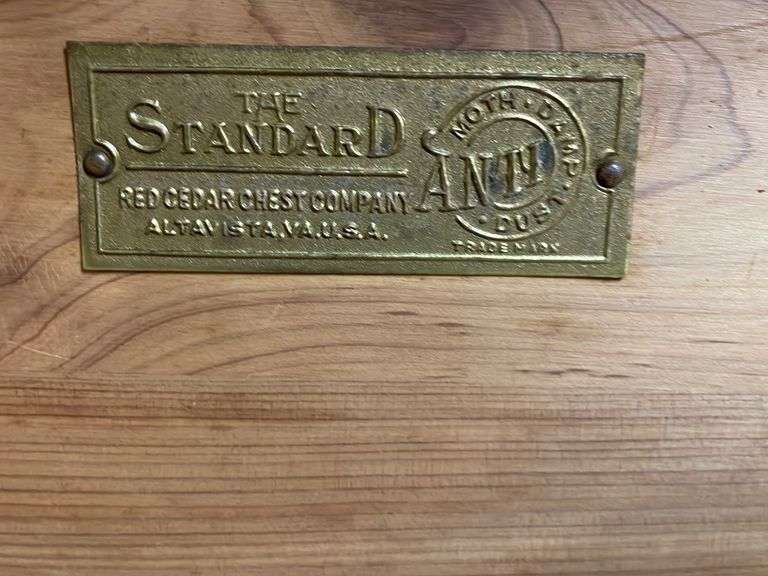 THE
STANDARD
RED CEDAR CHEST COMPANY
ALTAVISTA, VA. U.S.A.
ANTI
MOTH · DAMP · DUST ·
TRADE MARK